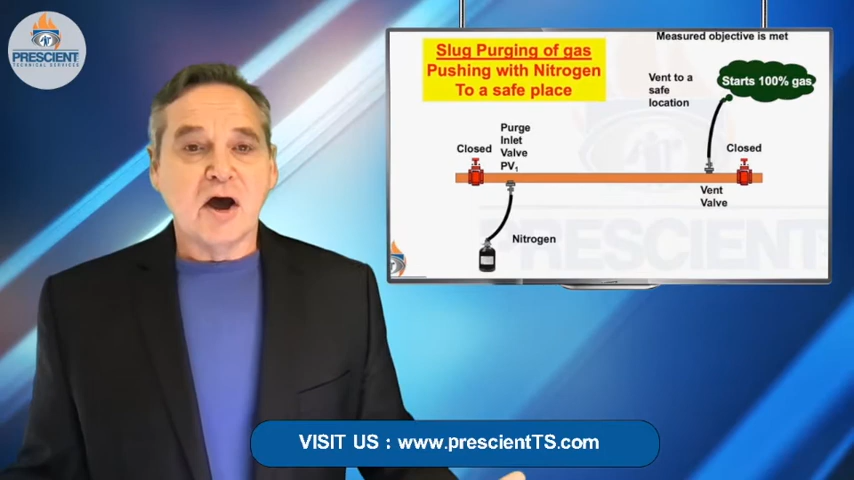 PRESCIENT
TECHNICAL SERVICES
Measured objective is met
Slug Purging of gas
Pushing with Nitrogen
To a safe place
Vent to a
safe
location
Starts 100% gas
Purge
Inlet
Valve
PV1
Closed
Closed
Vent
Valve
Nitrogen
PRESCIENT
VISIT US : www.prescientTS.com